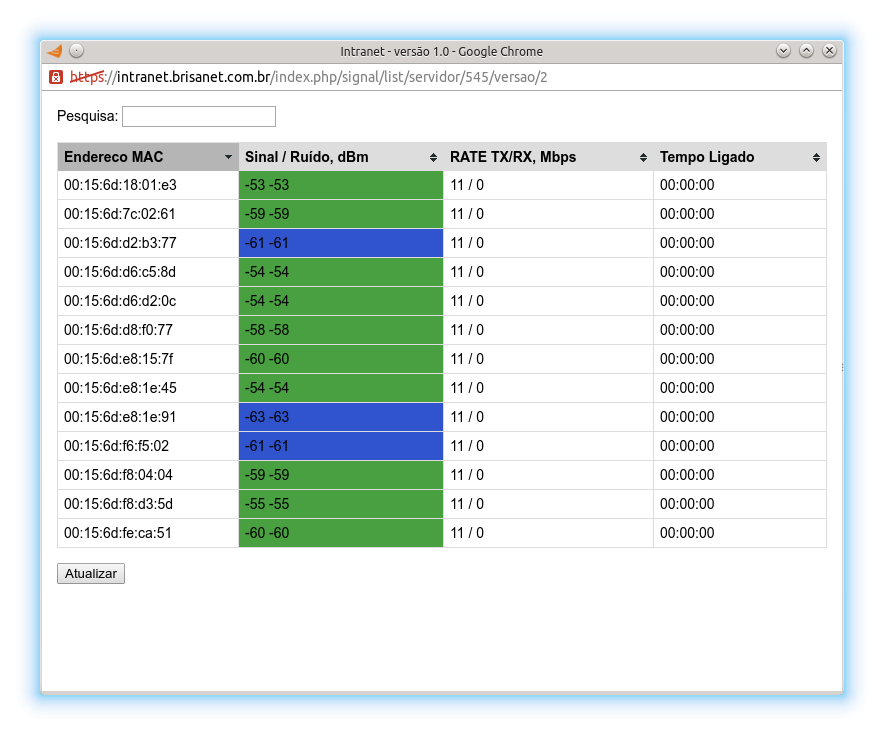 Intranet - versão 1.0 - Google Chrome
https://intranet.brisanet.com.br/index.php/signal/list/servidor/545/versao/2
Pesquisa:
Endereco MAC Sinal / Ruído, dBm RATE TX/RX, Mbps Tempo Ligado
00:15:6d:18:01:e3 -53 -53 11 / 0 00:00:00
00:15:6d:7c:02:61 -59 -59 11 / 0 00:00:00
00:15:6d:d2:b3:77 -61 -61 11 / 0 00:00:00
00:15:6d:d6:c5:8d -54 -54 11 / 0 00:00:00
00:15:6d:d6:d2:0c -54 -54 11 / 0 00:00:00
00:15:6d:d8:f0:77 -58 -58 11 / 0 00:00:00
00:15:6d:e8:15:7f -60 -60 11 / 0 00:00:00
00:15:6d:e8:1e:45 -54 -54 11 / 0 00:00:00
00:15:6d:e8:1e:91 -63 -63 11 / 0 00:00:00
00:15:6d:f6:f5:02 -61 -61 11 / 0 00:00:00
00:15:6d:f8:04:04 -59 -59 11 / 0 00:00:00
00:15:6d:f8:d3:5d -55 -55 11 / 0 00:00:00
00:15:6d:fe:ca:51 -60 -60 11 / 0 00:00:00
Atualizar